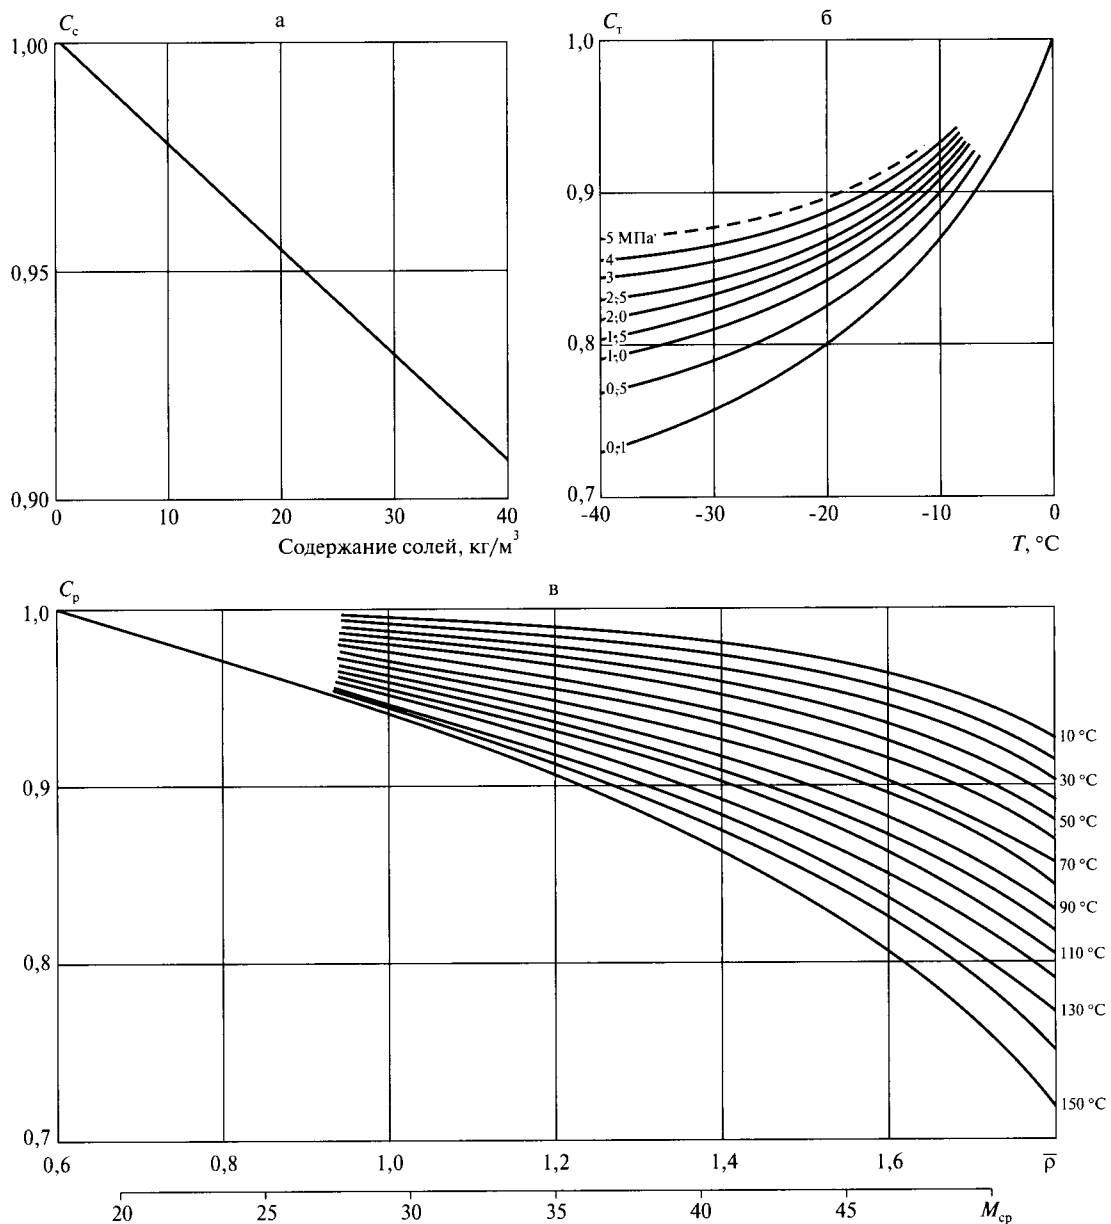 C_с
а
1,00
0,95
0,90
0
10
20
30
40
Содержание солей, кг/м³
C_т
б
1,0
0,9
0,8
0,7
5 МПа
4
3
2,5
2,0
1,5
1,0
0,5
0,1
-40
-30
-20
-10
0
T, °C
C_р
в
1,0
0,9
0,8
0,7
10 °C
30 °C
50 °C
70 °C
90 °C
110 °C
130 °C
150 °C
0,6
0,8
1,0
1,2
1,4
1,6
ρ̅
20
25
30
35
40
45
M_ср